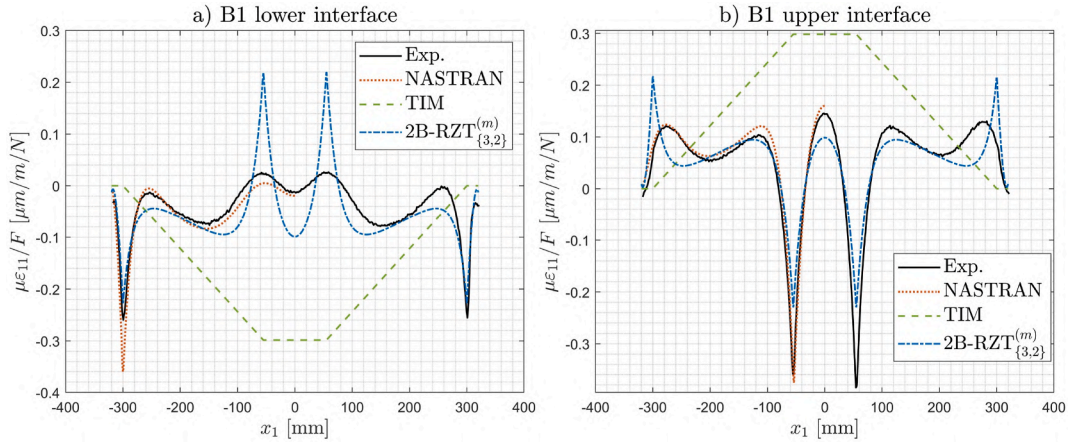 a) B1 lower interface
0.3
0.2
0.1
0
-0.1
-0.2
-0.3
-0.4
με₁₁/F [μm/m/N]
Exp.
NASTRAN
TIM
2B-RZT⁽ᵐ⁾{3,2}
-400 -300 -200 -100 0 100 200 300 400
x₁ [mm]
b) B1 upper interface
0.3
0.2
0.1
0
-0.1
-0.2
-0.3
με₁₁/F [μm/m/N]
Exp.
NASTRAN
TIM
2B-RZT⁽ᵐ⁾{3,2}
-400 -300 -200 -100 0 100 200 300 400
x₁ [mm]